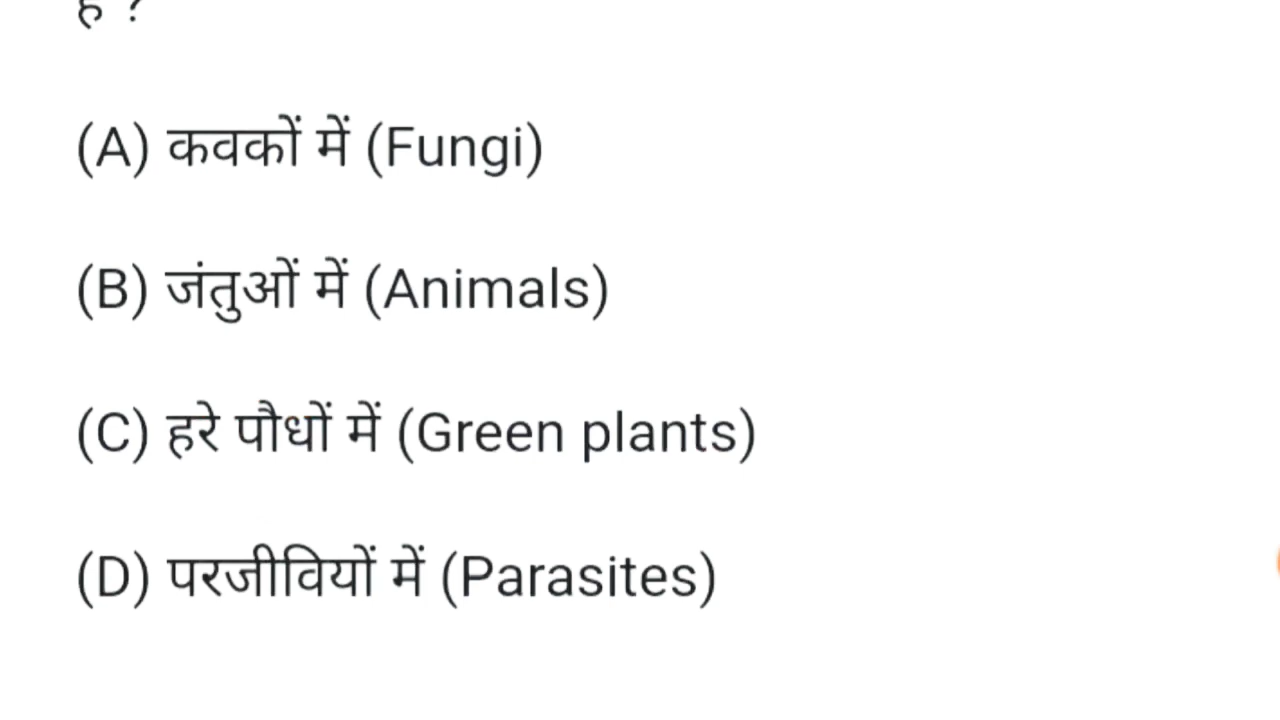 है ?
(A) कवकों में (Fungi)
(B) जंतुओं में (Animals)
(C) हरे पौधों में (Green plants)
(D) परजीवियों में (Parasites)